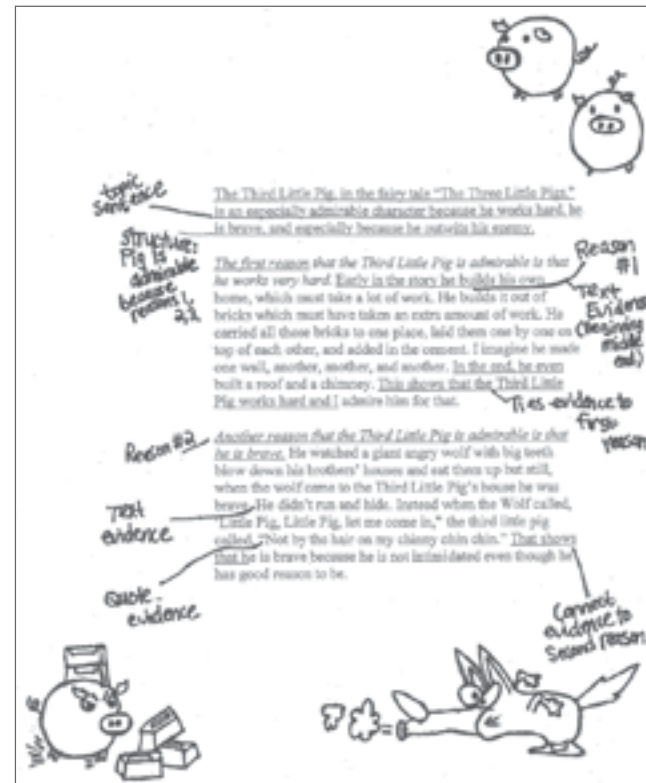 topic
sentence
The Third Little Pig, in the fairy tale "The Three Little Pigs,"
is an especially admirable character because he works hard, he
is brave, and especially because he outwits his enemy.
Structure:
Pig is
admirable
because
reasons 1,
2, 3.
The first reason that the Third Little Pig is admirable is that
he works very hard. Early in the story he builds his own
home, which must take a lot of work. He builds it out of
bricks which must have taken an extra amount of work. He
carried all those bricks to one place, laid them one by one on
top of each other, and added in the cement. I imagine he made
one wall, another, another, and another. In the end, he even
built a roof and a chimney. This shows that the Third Little
Pig works hard and I admire him for that.
Reason
#1
Text
Evidence
(beginning
middle
end)
Ties evidence to
first
reason
Reason #2
Another reason that the Third Little Pig is admirable is that
he is brave. He watched a giant angry wolf with big teeth
blow down his brothers' houses and eat them up but still,
when the wolf came to the Third Little Pig's house he was
brave. He didn't run and hide. Instead when the Wolf called,
"Little Pig, Little Pig, let me come in," the third little pig
called, "Not by the hair on my chinny chin chin." That shows
that he is brave because he is not intimidated even though he
has good reason to be.
Text
evidence
Quote -
evidence
Connect
evidence to
Second reason